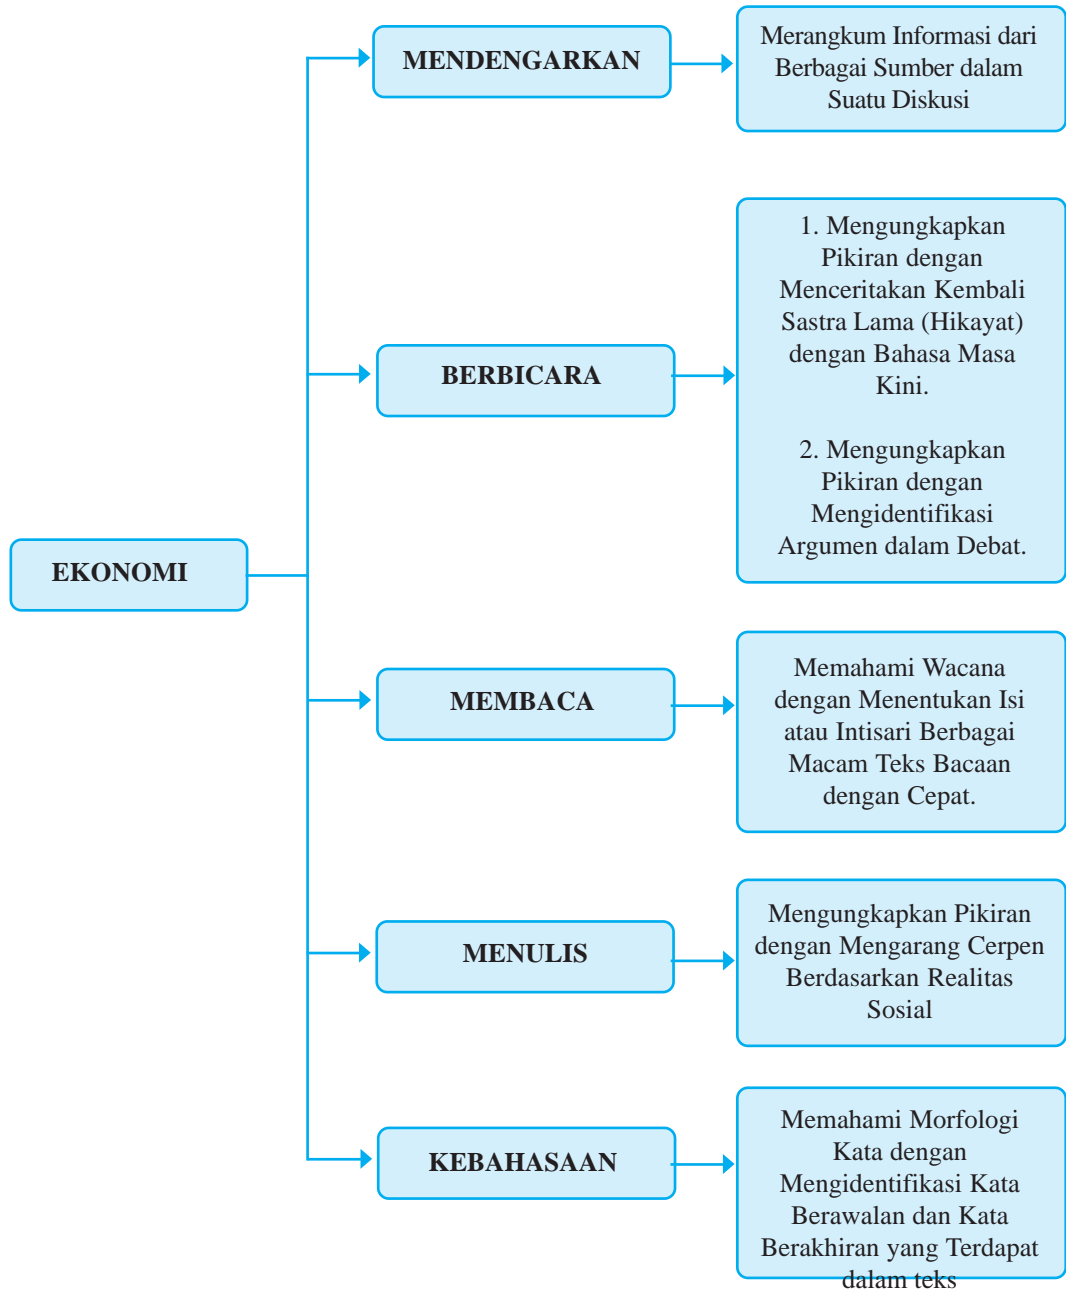 MENDENGARKAN
Merangkum Informasi dari
Berbagai Sumber dalam
Suatu Diskusi
BERBICARA
1. Mengungkapkan
Pikiran dengan
Menceritakan Kembali
Sastra Lama (Hikayat)
dengan Bahasa Masa
Kini.
2. Mengungkapkan
Pikiran dengan
Mengidentifikasi
Argumen dalam Debat.
EKONOMI
MEMBACA
Memahami Wacana
dengan Menentukan Isi
atau Intisari Berbagai
Macam Teks Bacaan
dengan Cepat.
MENULIS
Mengungkapkan Pikiran
dengan Mengarang Cerpen
Berdasarkan Realitas
Sosial
KEBAHASAAN
Memahami Morfologi
Kata dengan
Mengidentifikasi Kata
Berawalan dan Kata
Berakhiran yang Terdapat
dalam teks